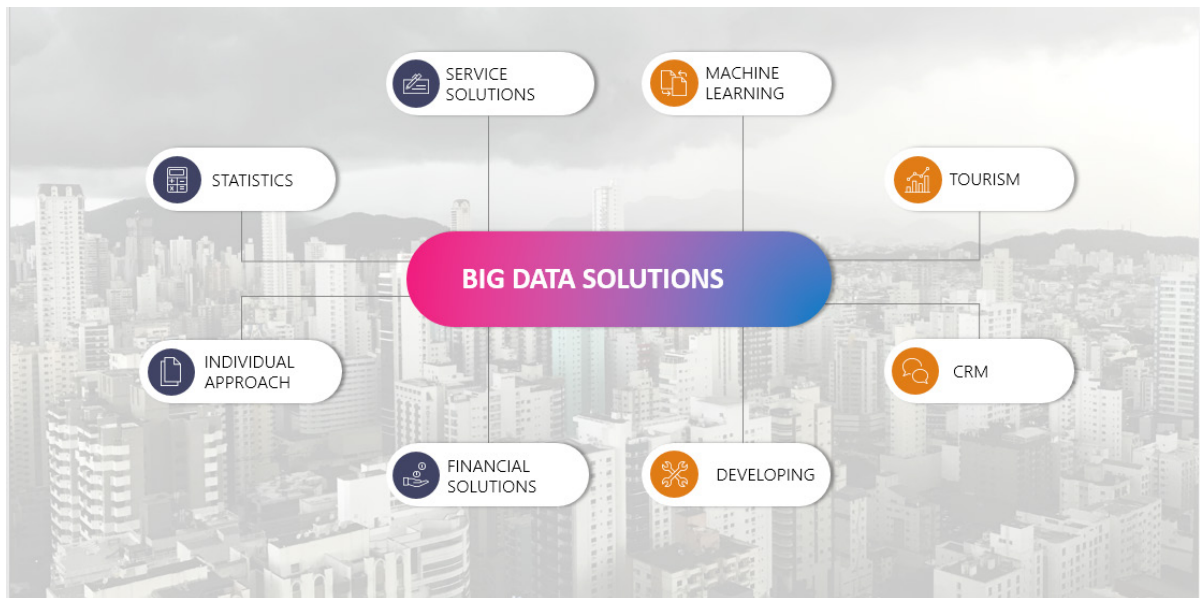 SERVICE
SOLUTIONS
MACHINE
LEARNING
STATISTICS
TOURISM
BIG DATA SOLUTIONS
INDIVIDUAL
APPROACH
CRM
FINANCIAL
SOLUTIONS
DEVELOPING